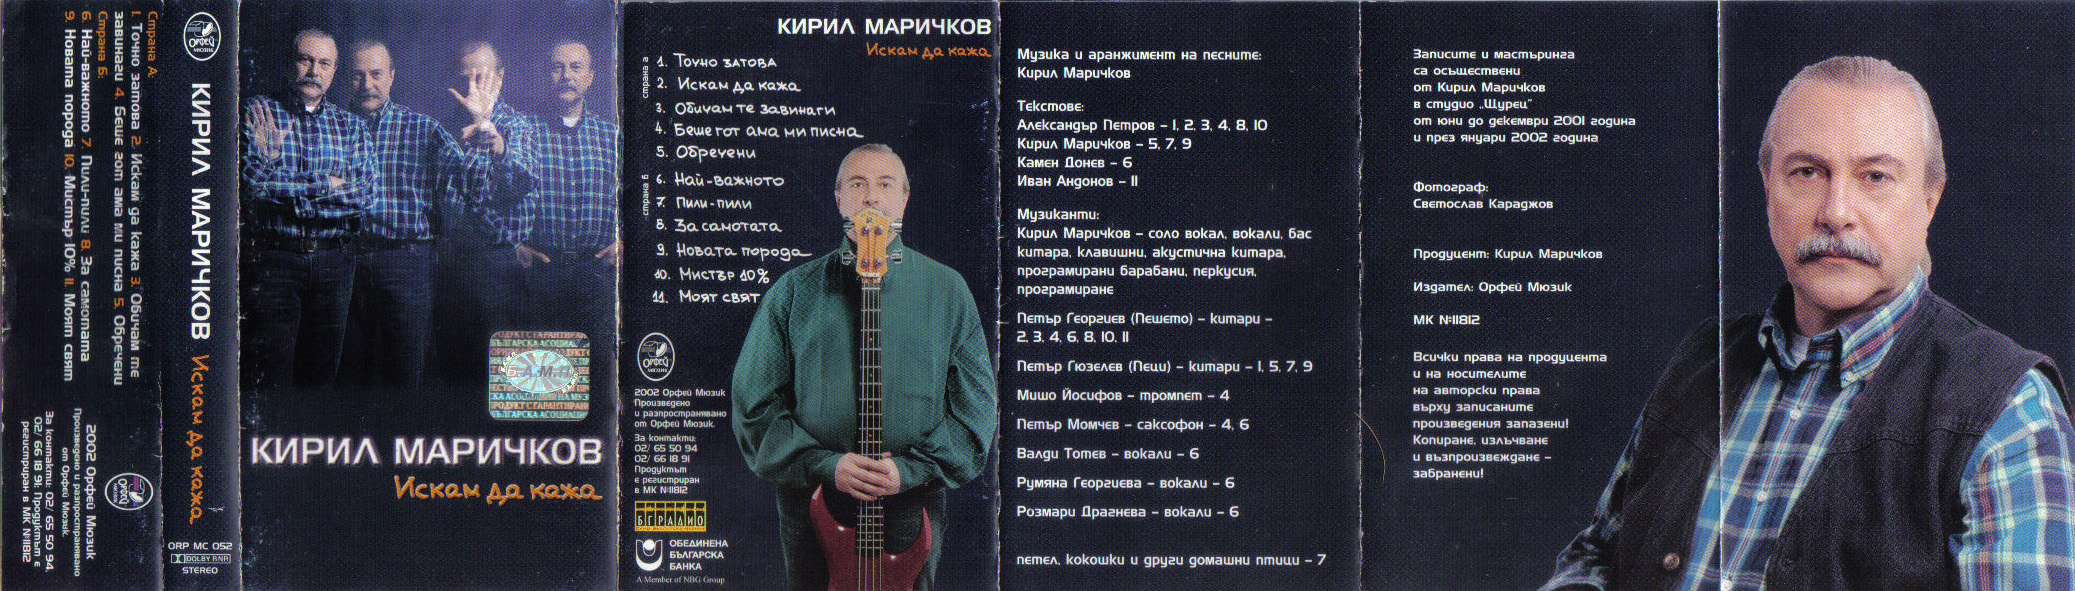 Страна А:
1. Точно затова 2. Искам да кажа 3. Обичам те
завинаги 4. Беше гот ама ми писна 5. Обречени
Страна Б:
6. Най-важното 7. Пили-пили 8. За самотата
9. Новата порода 10. Мистър 10% 11. Моят свят
2002 Орфей Мюзик
Произведено и разпространявано
от Орфей Мюзик.
За контакти: 02/ 65 50 94,
02/ 66 18 91; Продуктът е
регистриран в МК №11812
ОРФЕЙ
МЮЗИК
ОРФЕЙ
МЮЗИК
КИРИЛ МАРИЧКОВ Искам да кажа
ORP MC 052
DOLBY B NR
STEREO
Б.А.М.П
КИРИЛ МАРИЧКОВ
Искам да кажа
КИРИЛ МАРИЧКОВ
Искам да кажа
страна а
1. Точно затова
2. Искам да кажа
3. Обичам те завинаги
4. Беше гот ама ми писна
5. Обречени
страна б
6. Най-важното
7. Пили-пили
8. За самотата
9. Новата порода
10. Мистър 10%
11. Моят свят
ОРФЕЙ
МЮЗИК
2002 Орфей Мюзик
Произведено
и разпространявано
от Орфей Мюзик.
За контакти:
02/ 65 50 94
02/ 66 18 91
Продуктът
е регистриран
в МК №11812
БГРАДИО
ОБЕДИНЕНА
БЪЛГАРСКА
БАНКА
A Member of NBG Group
Музика и аранжимент на песните:
Кирил Маричков
Текстове:
Александър Петров – 1, 2, 3, 4, 8, 10
Кирил Маричков – 5, 7, 9
Камен Донев – 6
Иван Андонов – 11
Музиканти:
Кирил Маричков – соло вокал, вокали, бас
китара, клавишни, акустична китара,
програмирани барабани, перкусия,
програмиране
Петър Георгиев (Пешето) – китари –
2, 3, 4, 6, 8, 10, 11
Петър Гюзелев (Пеци) – китари – 1, 5, 7, 9
Мишо Йосифов – тромпет – 4
Петър Момчев – саксофон – 4, 6
Валди Тотев – вокали – 6
Румяна Георгиева – вокали – 6
Розмари Драгнева – вокали – 6
петел, кокошки и други домашни птици – 7
Записите и мастъринга
са осъществени
от Кирил Маричков
в студио „Щурец”
от юни до декември 2001 година
и през януари 2002 година
Фотограф:
Светослав Караджов
Продуцент: Кирил Маричков
Издател: Орфей Мюзик
МК №11812
Всички права на продуцента
и на носителите
на авторски права
върху записаните
произведения запазени!
Копиране, излъчване
и възпроизвеждане –
забранени!